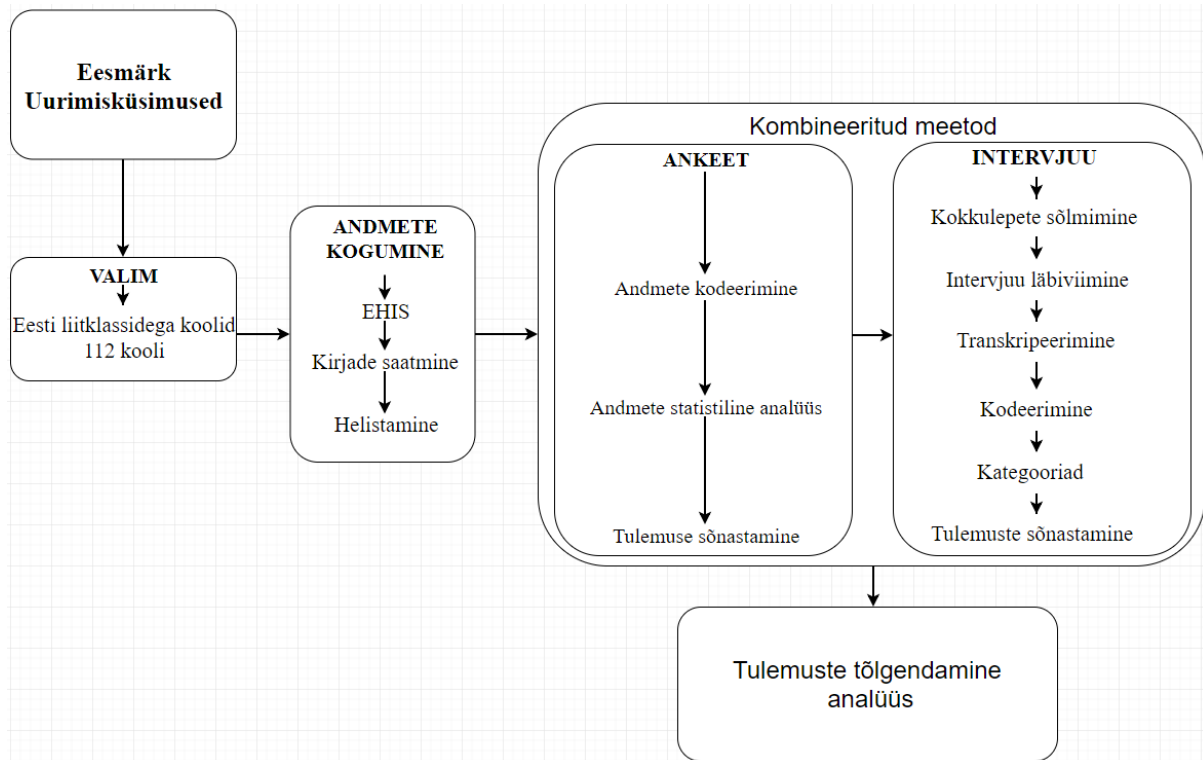 Eesmärk
Uurimisküsimused
VALIM
Eesti liitklassidega koolid
112 kooli
ANDMETE
KOGUMINE
EHIS
Kirjade saatmine
Helistamine
Kombineeritud meetod
ANKEET
Andmete kodeerimine
Andmete statistiline analüüs
Tulemuse sõnastamine
INTERVJUU
Kokkulepete sõlmimine
Intervjuu läbiviimine
Transkripeerimine
Kodeerimine
Kategooriad
Tulemuste sõnastamine
Tulemuste tõlgendamine
analüüs